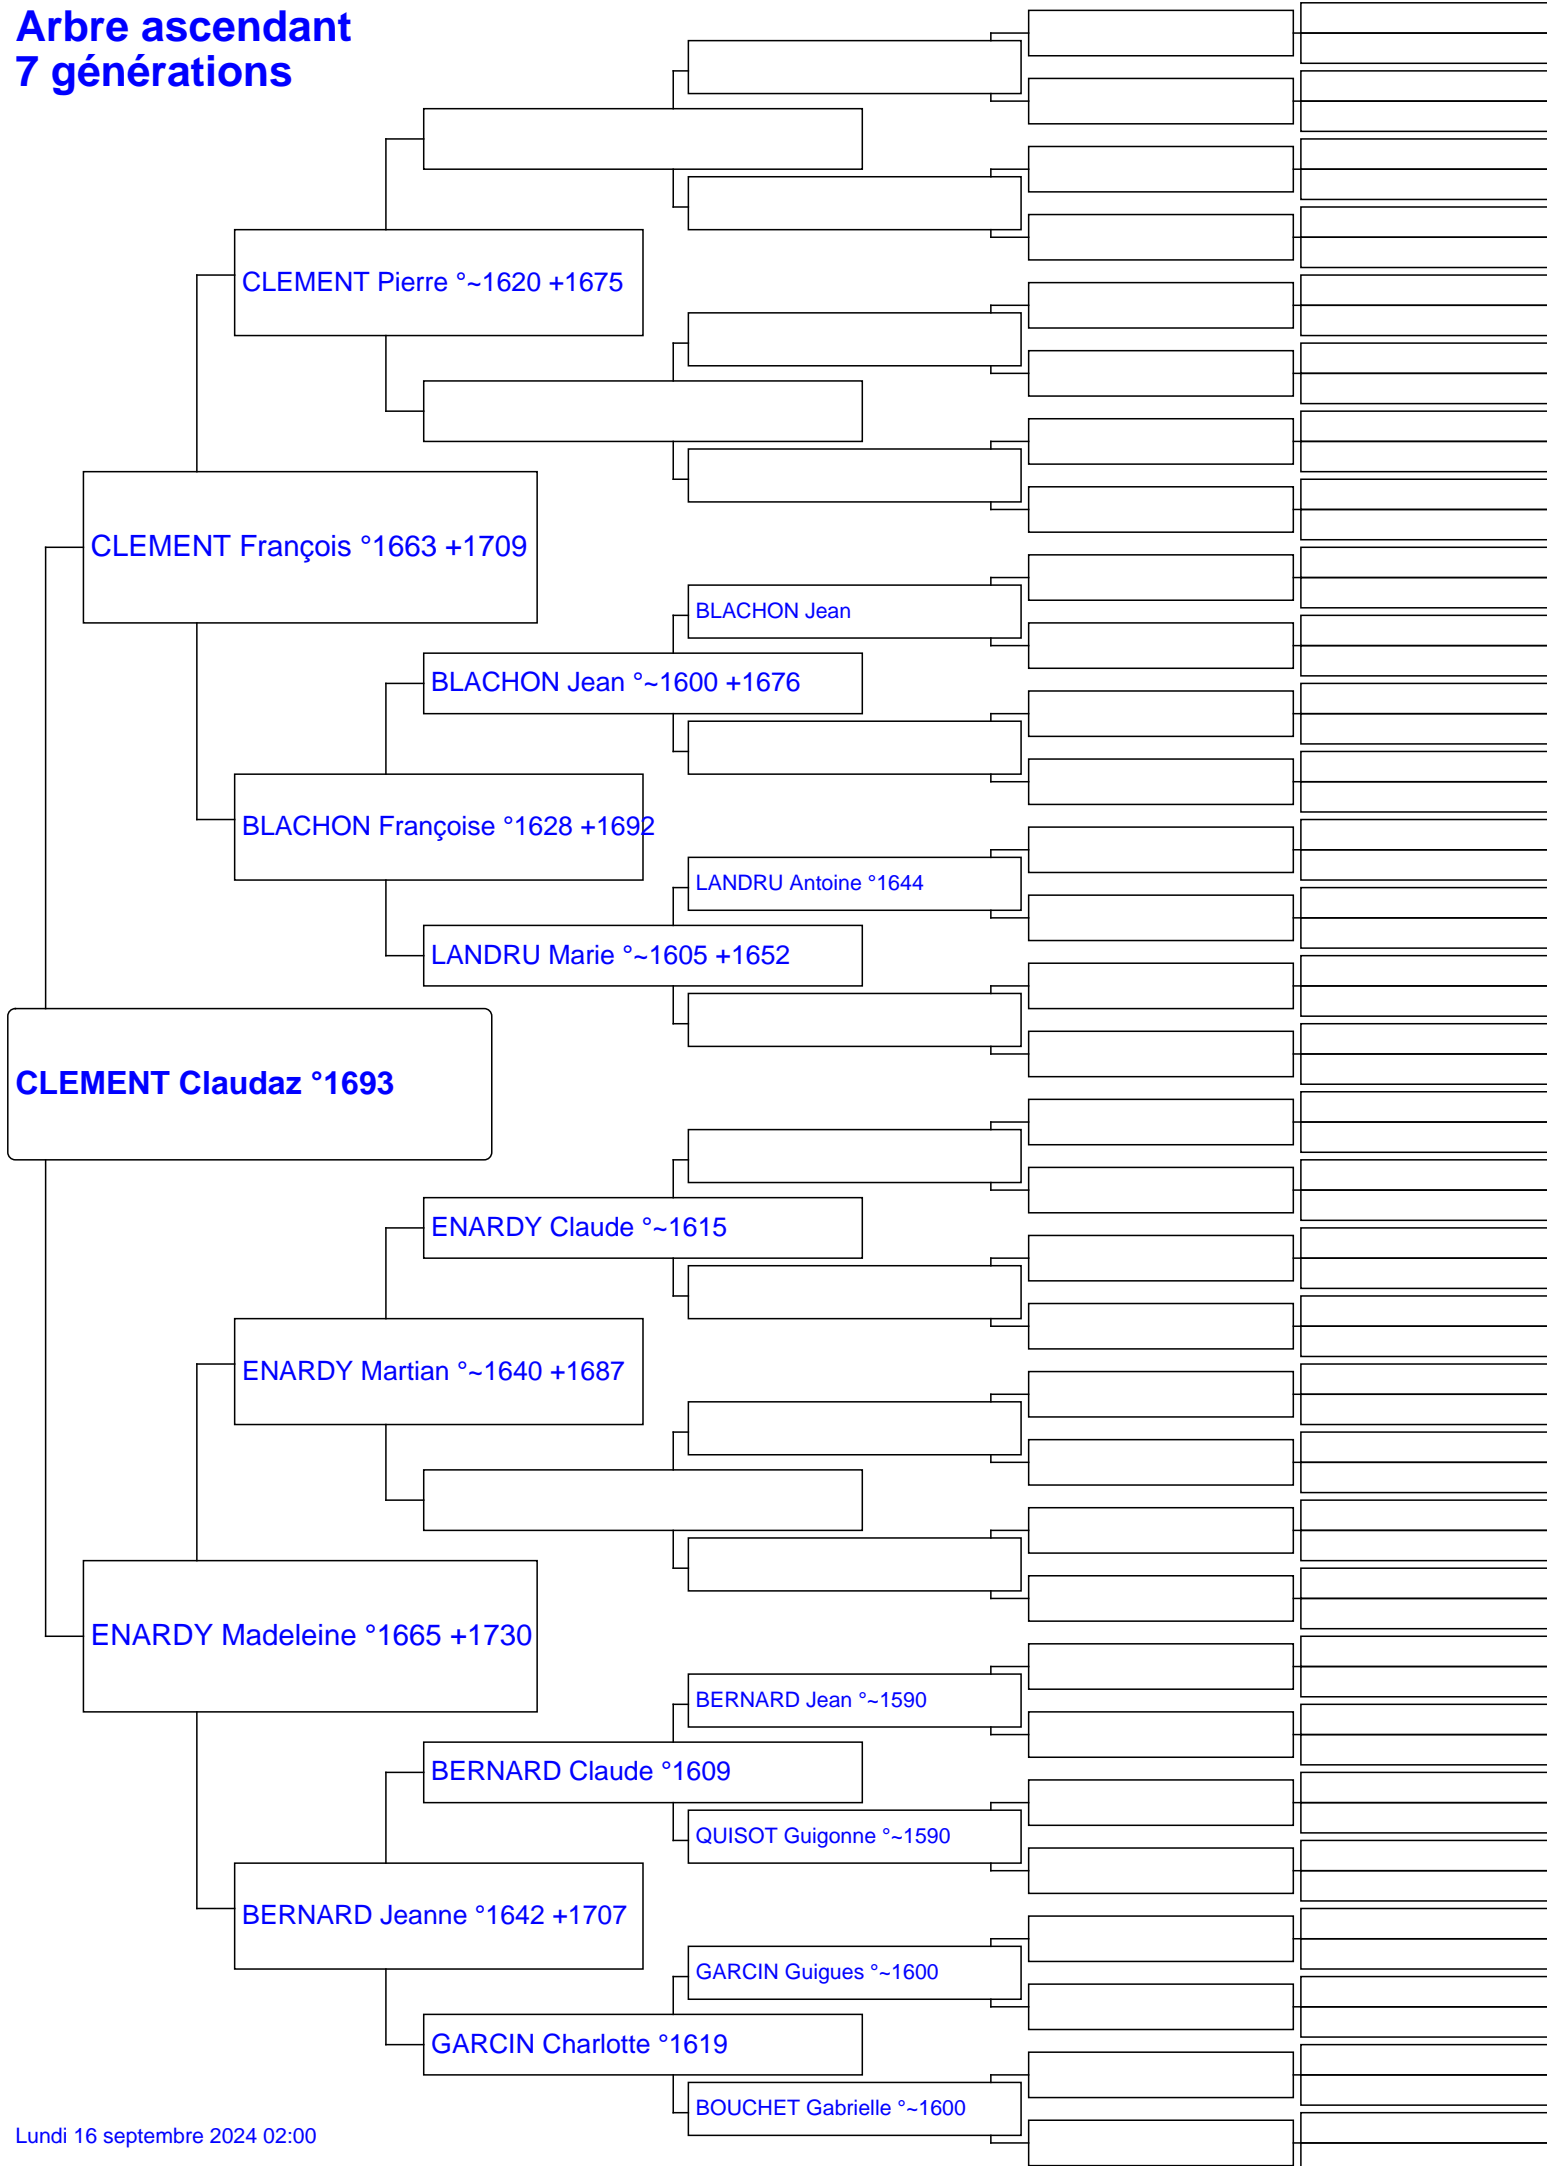 Arbre ascendant
7 générations
CLEMENT Pierre °~1620 +1675
CLEMENT François °1663 +1709
BLACHON Jean
BLACHON Jean °~1600 +1676
BLACHON Françoise °1628 +1692
LANDRU Antoine °1644
LANDRU Marie °~1605 +1652
CLEMENT Claudaz °1693
ENARDY Claude °~1615
ENARDY Martian °~1640 +1687
ENARDY Madeleine °1665 +1730
BERNARD Jean °~1590
BERNARD Claude °1609
QUISOT Guigonne °~1590
BERNARD Jeanne °1642 +1707
GARCIN Guigues °~1600
GARCIN Charlotte °1619
BOUCHET Gabrielle °~1600
Lundi 16 septembre 2024 02:00